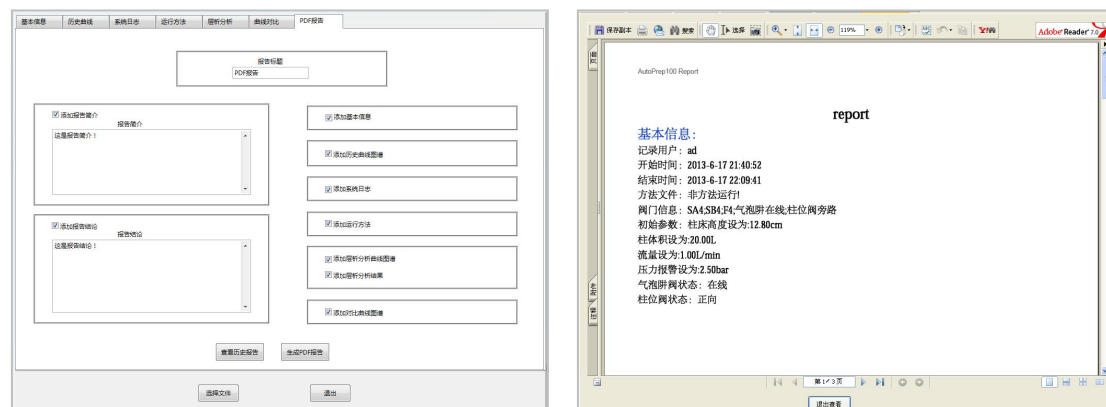 基本信息 历史曲线 系统日志 运行方法 层析分析 曲线对比 PDF报告
报告标题
PDF报告
添加报告简介
报告简介
这是报告简介！
添加报告结论
报告结论
这是报告结论！
添加基本信息
添加历史曲线图谱
添加系统日志
添加运行方法
添加层析分析曲线图谱
添加层析分析结果
添加对比曲线图谱
查看历史报告 生成PDF报告
选择文件 退出
保存副本 搜索 选择 119% Adobe Reader 7.0
AutoPrep100 Report
report
基本信息：
记录用户：ad
开始时间：2013-6-17 21:40:52
结束时间：2013-6-17 22:09:41
方法文件：非方法运行!
阀门信息：SA4;SB4;F4;气泡阱在线;柱位阀旁路
初始参数：柱床高度设为:12.80cm
柱体积设为:20.00L
流量设为:1.00L/min
压力报警设为:2.50bar
气泡阱阀状态：在线
柱位阀状态：正向
第 1 / 3 页
退出查看